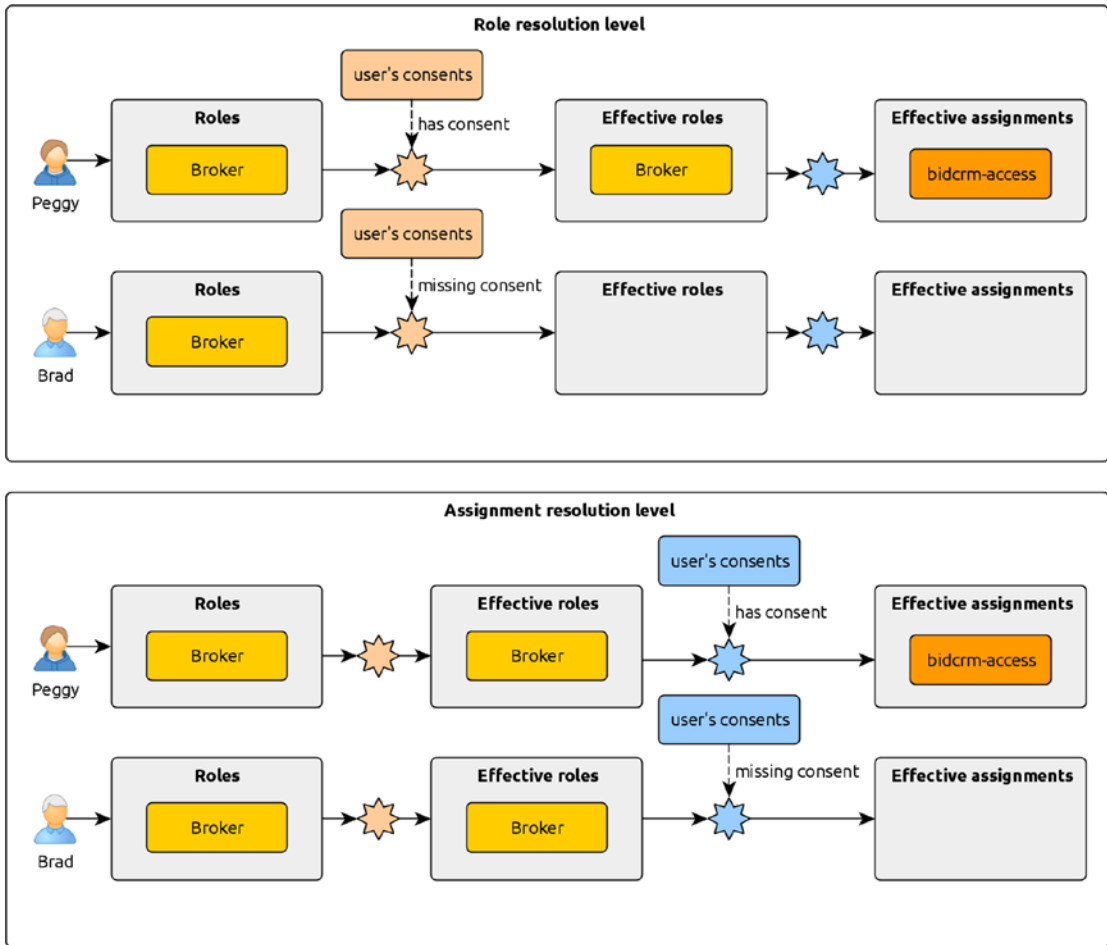 Role resolution level
user's consents
has consent
Roles
Effective roles
Effective assignments
Broker
Broker
bidcrm-access
Peggy
user's consents
missing consent
Roles
Effective roles
Effective assignments
Broker
Brad
Assignment resolution level
user's consents
has consent
Roles
Effective roles
Effective assignments
Broker
Broker
bidcrm-access
Peggy
user's consents
missing consent
Roles
Effective roles
Effective assignments
Broker
Broker
Brad